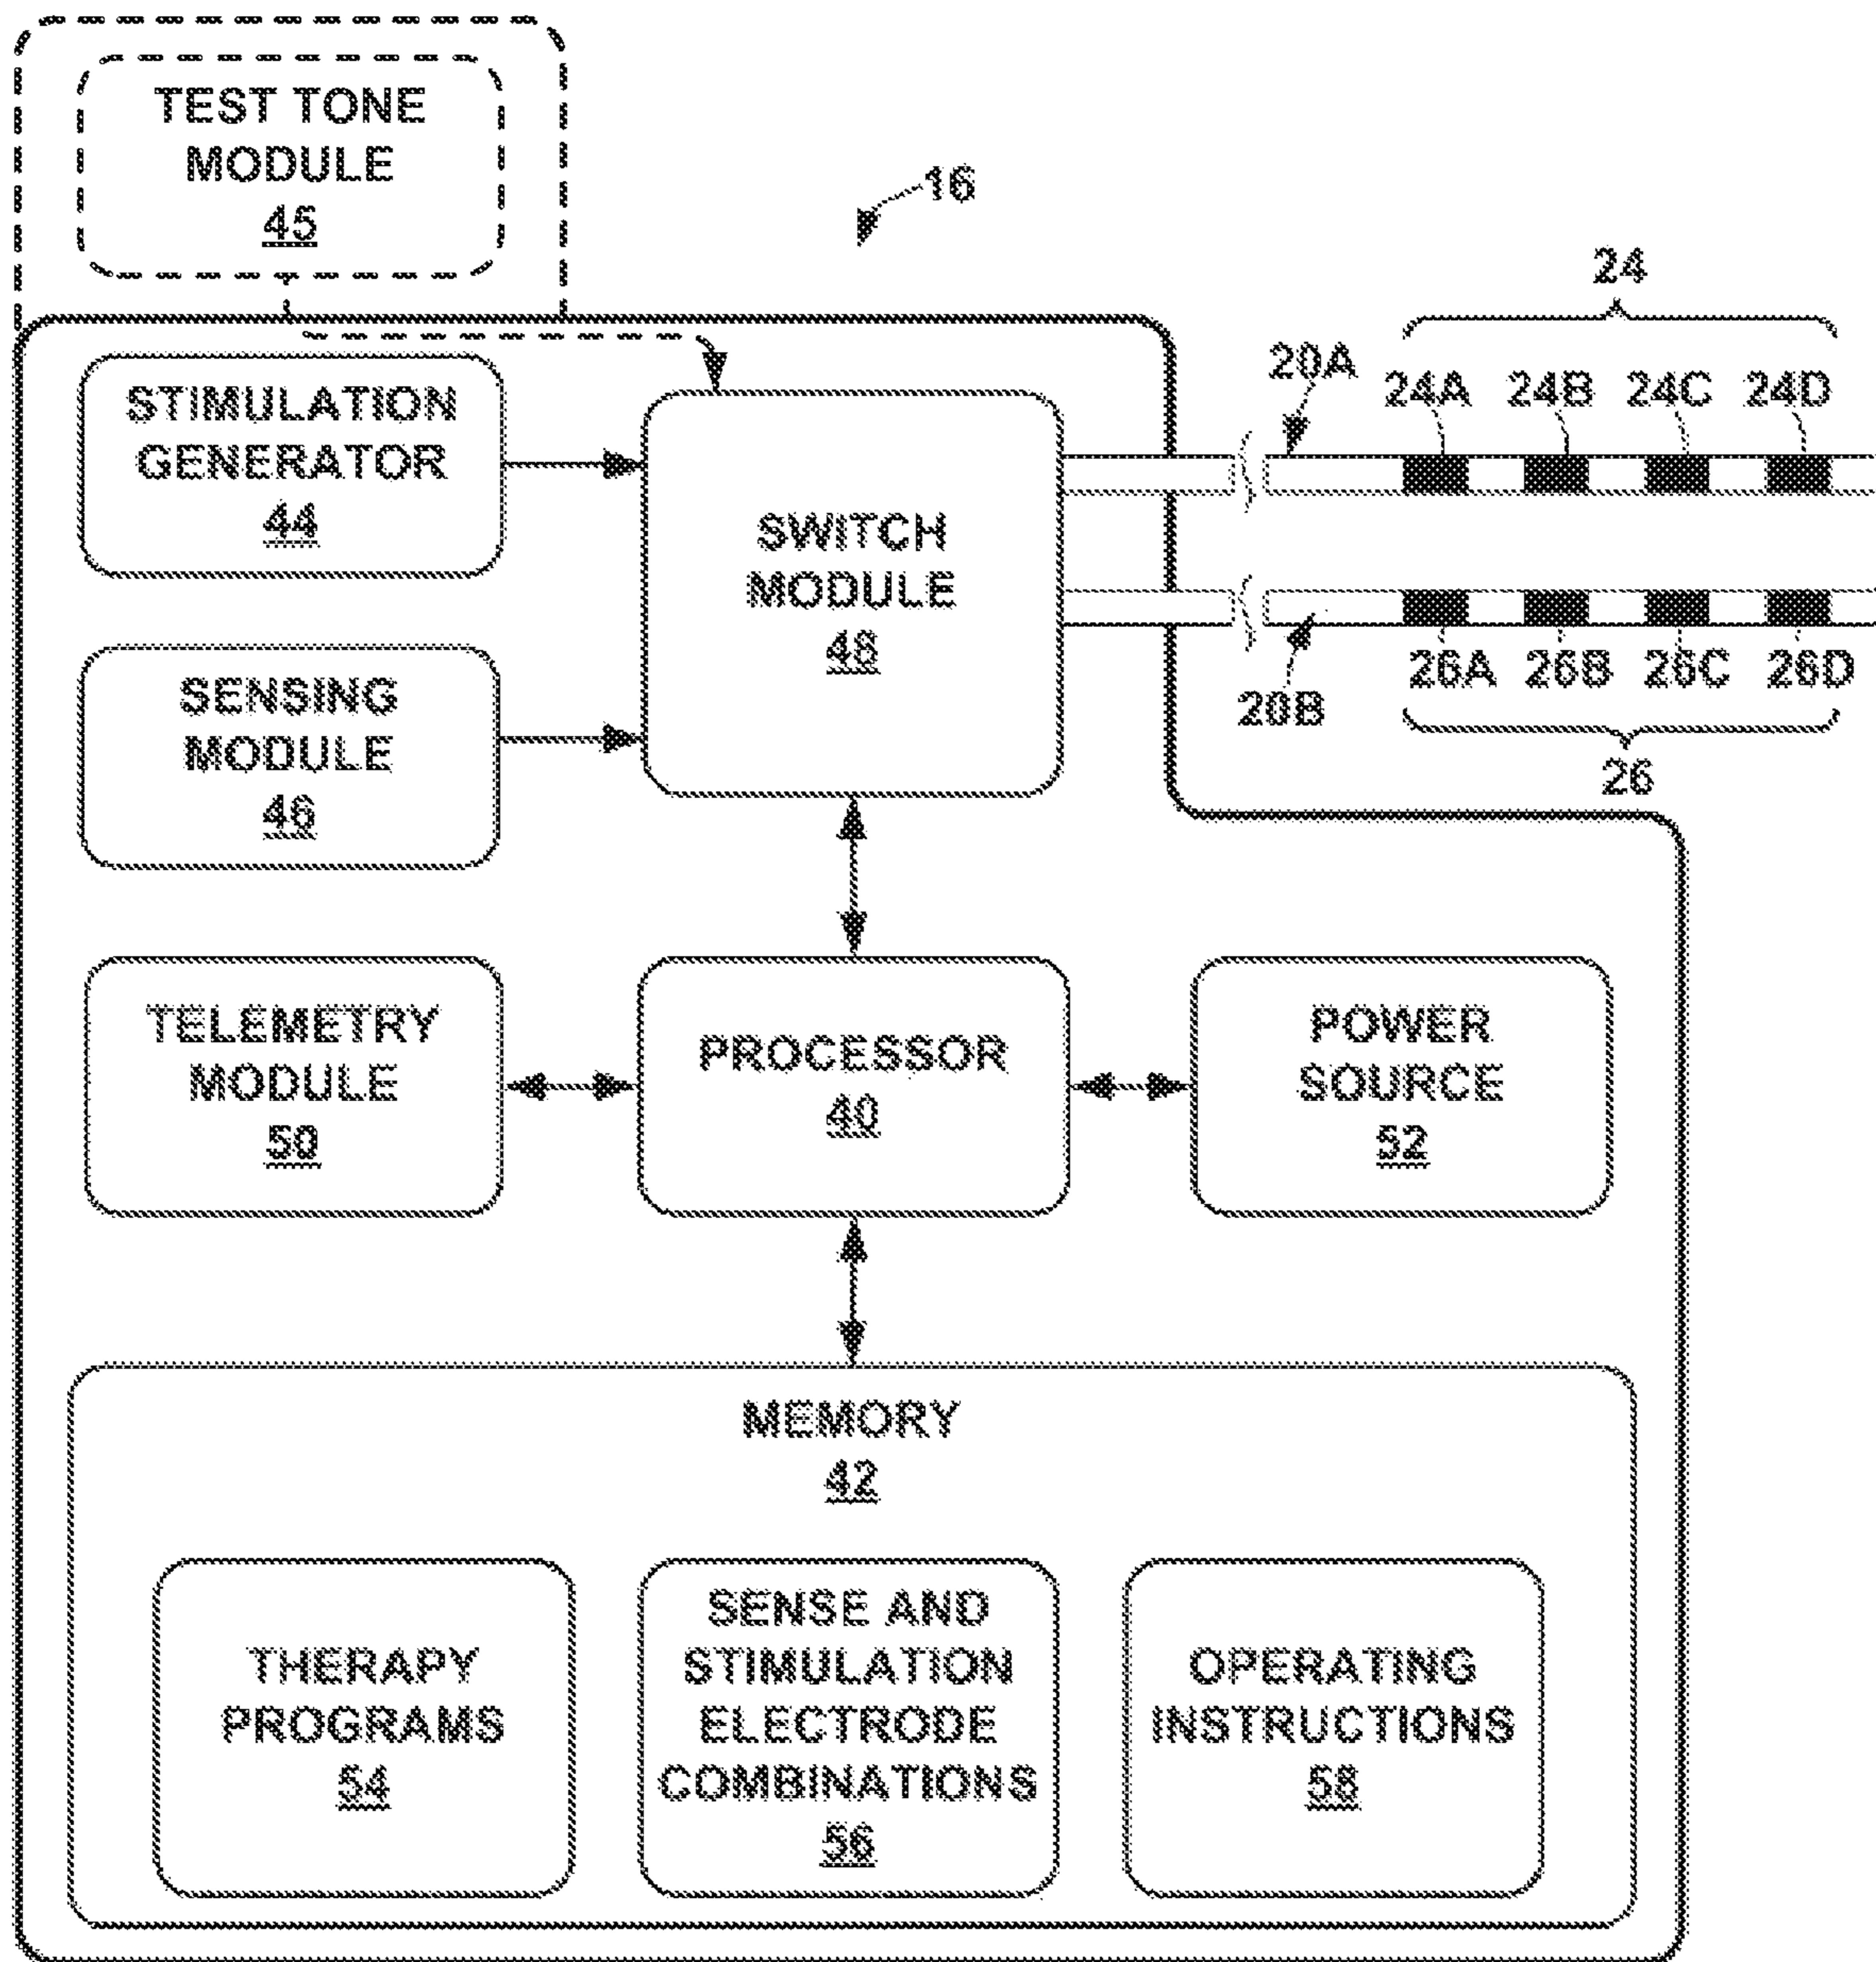 TEST TONE
MODULE
45
16
24
20A
24A 24B 24C 24D
STIMULATION
GENERATOR
44
SWITCH
MODULE
48
26A 26B 26C 26D
20B
26
SENSING
MODULE
46
TELEMETRY
MODULE
50
PROCESSOR
40
POWER
SOURCE
52
MEMORY
42
THERAPY
PROGRAMS
54
SENSE AND
STIMULATION
ELECTRODE
COMBINATIONS
56
OPERATING
INSTRUCTIONS
58